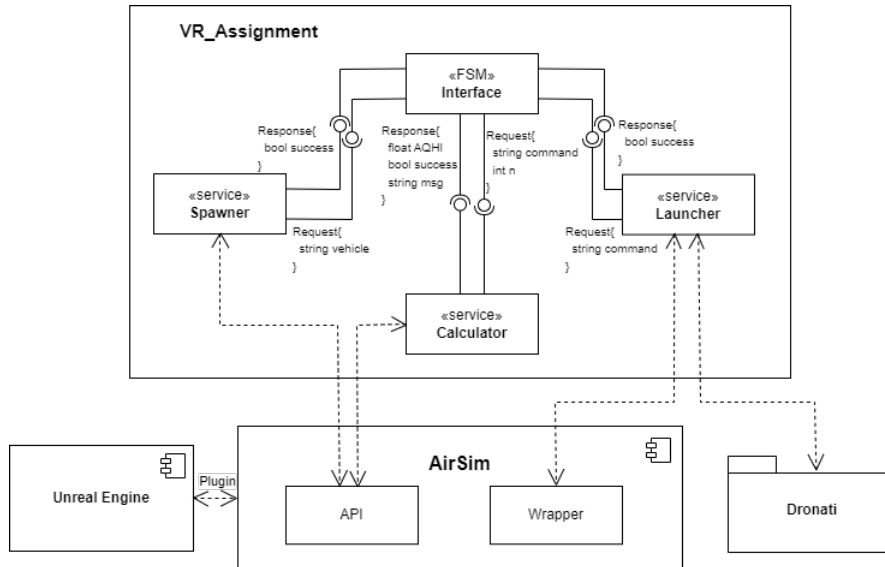 VR_Assignment
«FSM»
Interface
Response{
bool success
}
Response{
float AQHI
bool success
string msg
}
Request{
string command
int n
}
Response{
bool success
}
«service»
Spawner
«service»
Launcher
Request{
string vehicle
}
Request{
string command
}
«service»
Calculator
AirSim
Plugin
Unreal Engine
API
Wrapper
Dronati